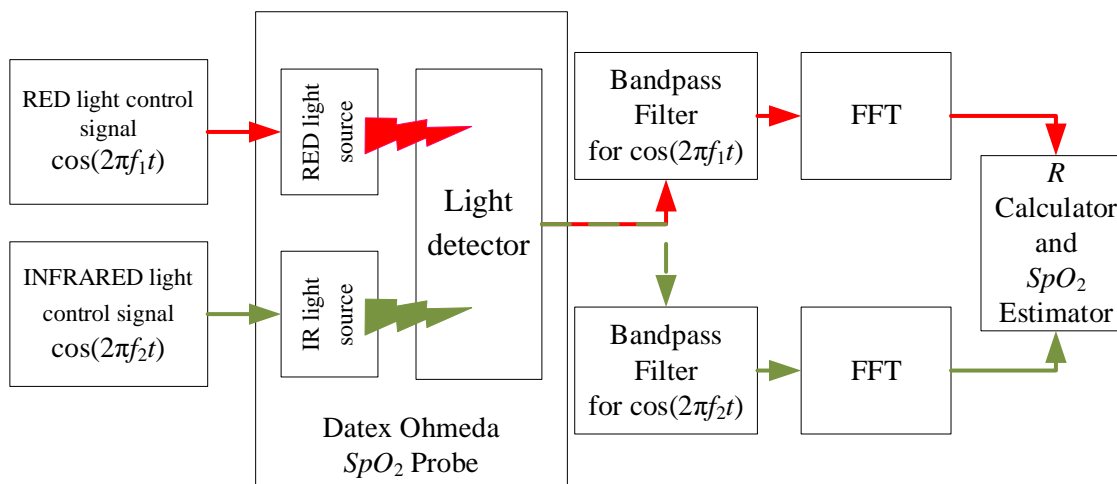 RED light control
signal
cos(2πf₁t)
INFRARED light
control signal
cos(2πf₂t)
RED light
source
IR light
source
Light
detector
Datex Ohmeda
SpO₂ Probe
Bandpass
Filter
for cos(2πf₁t)
FFT
Bandpass
Filter
for cos(2πf₂t)
FFT
R
Calculator
and
SpO₂
Estimator